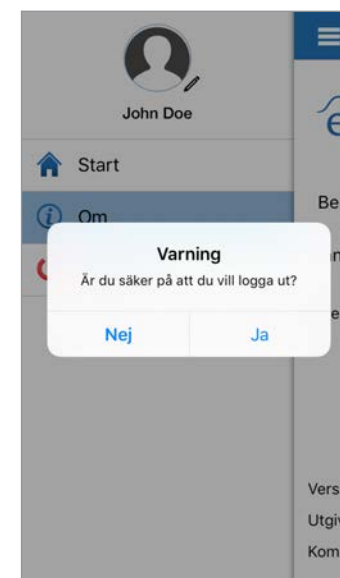 John Doe
Start
Om
Varning
Är du säker på att du vill logga ut?
Nej
Ja
Be
Vers
Utgiv
Kom